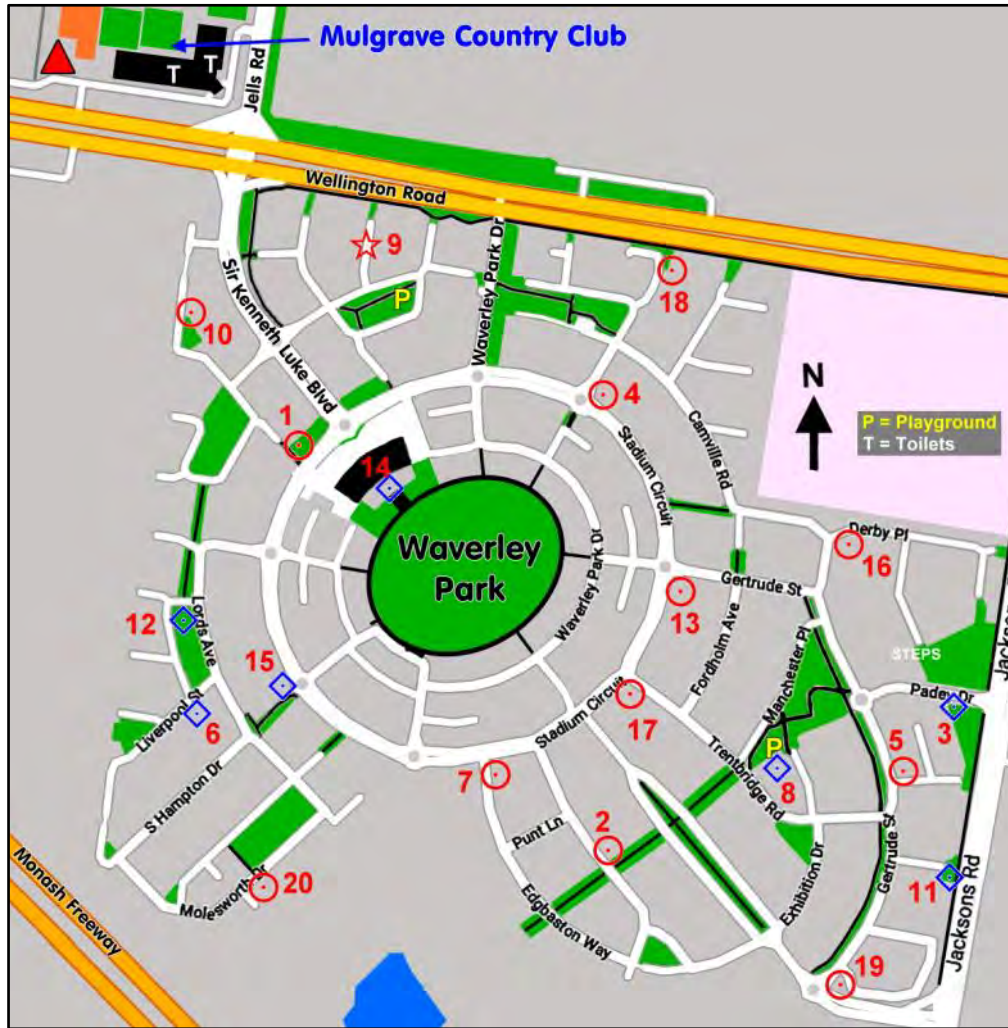 Mulgrave Country Club
T
T
Jells Rd
Wellington Road
9
P
Waverley Park Dr
18
10
Sir Kenneth Luke Blvd
N
4
P = Playground
T = Toilets
1
Camville Rd
Stadium Circuit
14
Waverley
Park
Derby Pl
16
Waverley Park Dr
Gertrude St
13
Lords Ave
12
Fordholm Ave
Manchester Pl
STEPS
Jackson
15
Padey Dr
Liverpool Dr
6
Stadium Circuit
17
3
Trentbridge Rd
P
5
S Hampton Dr
7
8
Punt Ln
2
Gertrude St
Monash Freeway
Molesworth Dr
20
Edgbaston Way
Exhibition Dr
11
Jacksons Rd
19